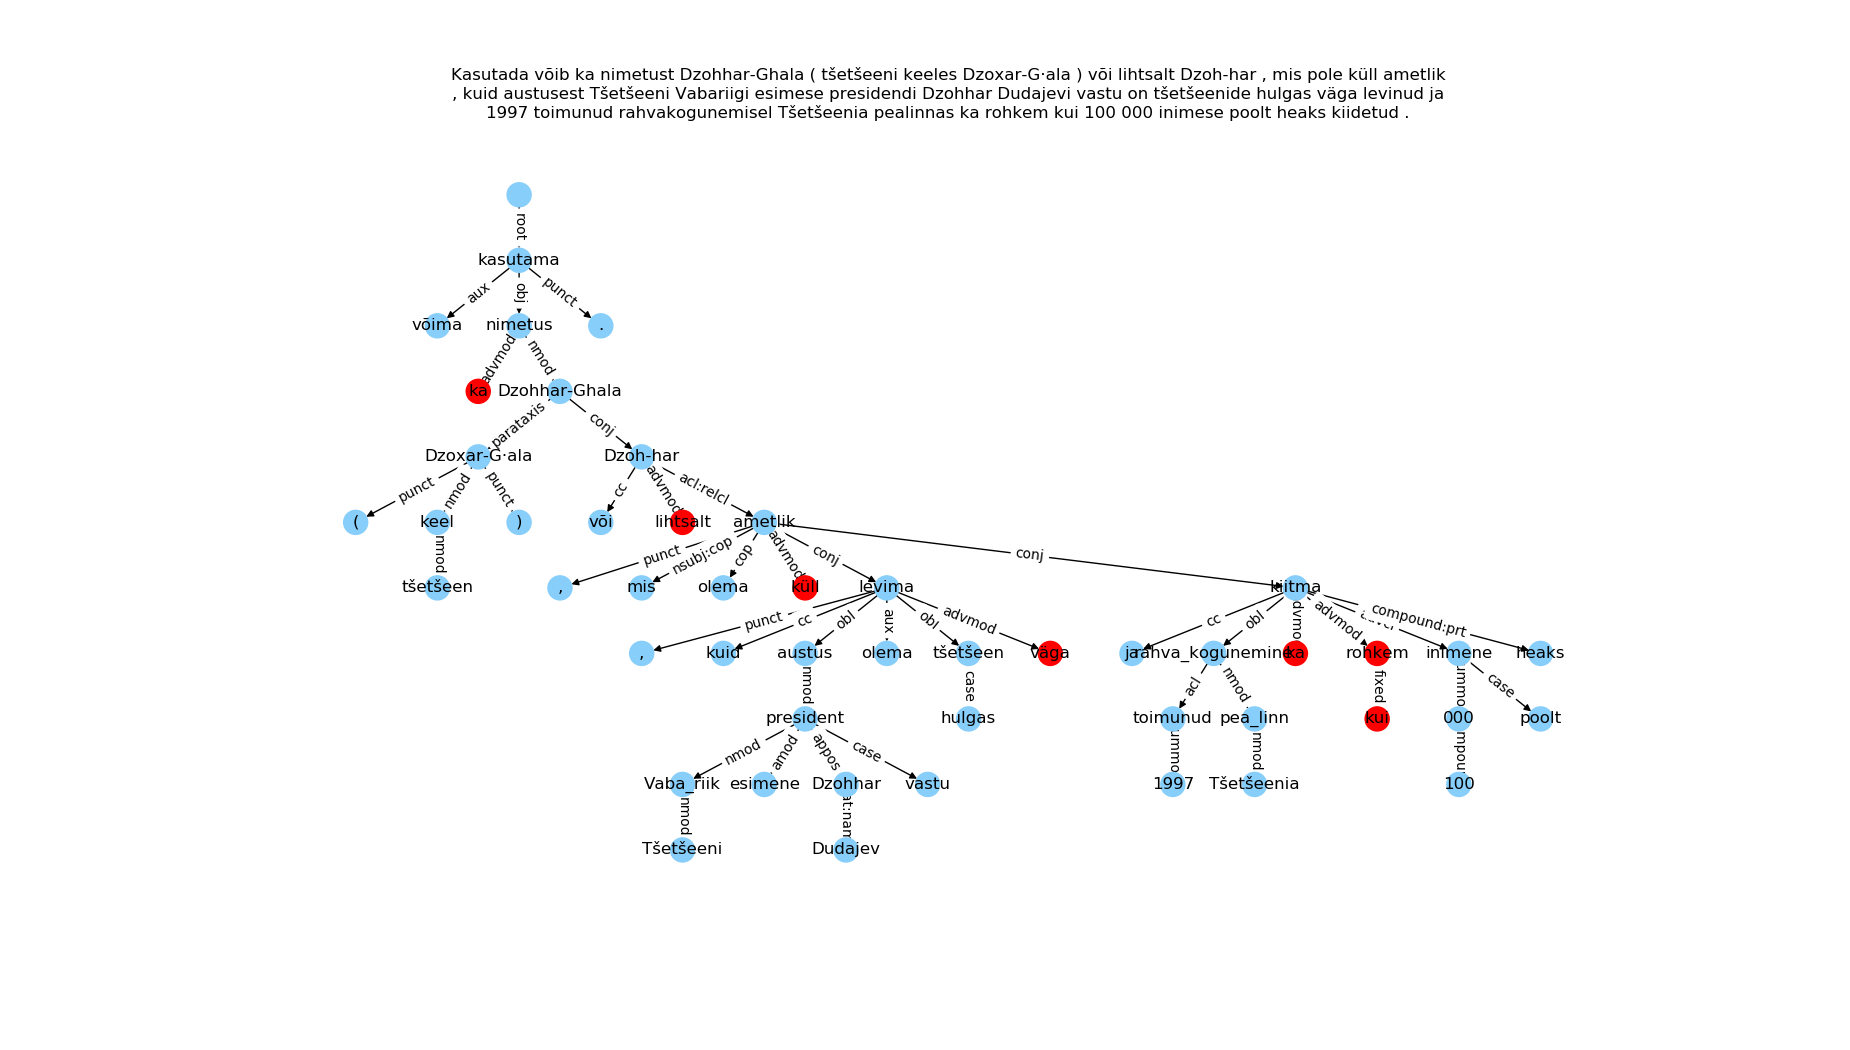 Kasutada võib ka nimetust Dzohhar-Ghala ( tšetšeeni keeles Dzoxar-G·ala ) või lihtsalt Dzoh-har , mis pole küll ametlik
, kuid austusest Tšetšeeni Vabariigi esimese presidendi Dzohhar Dudajevi vastu on tšetšeenide hulgas väga levinud ja
1997 toimunud rahvakogunemisel Tšetšeenia pealinnas ka rohkem kui 100 000 inimese poolt heaks kiidetud .
root
kasutama
aux obj punct
võima nimetus .
advmod nmod
ka Dzohhar-Ghala
parataxis conj
Dzoxar-G·ala Dzoh-har
punct nmod punct cc advmod acl:relcl
( keel ) või lihtsalt ametlik
nmod punct nsubj:cop cop advmod conj conj
tšetšeen , mis olema küll levima kiitma
punct cc obl aux obl advmod cc obl advmod compound:prt
, kuid austus olema tšetšeen väga ja rahva_kogunemine ka rohkem inimene heaks
nmod case acl nmod fixed case
president hulgas toimunud pea_linn kui 000 poolt
nmod amod appos case nmod
Vaba_riik esimene Dzohhar vastu 1997 Tšetšeenia 100
nmod
Tšetšeeni Dudajev